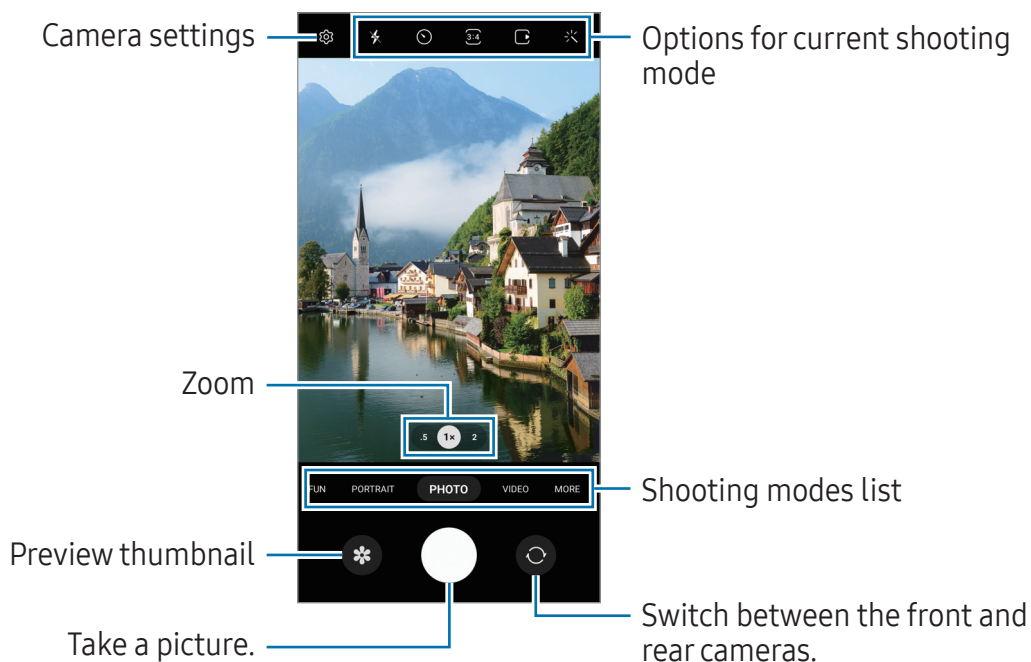 Camera settings
3:4
Options for current shooting
mode
Zoom
.5 1× 2
FUN PORTRAIT PHOTO VIDEO MORE
Shooting modes list
Preview thumbnail
Take a picture.
Switch between the front and
rear cameras.